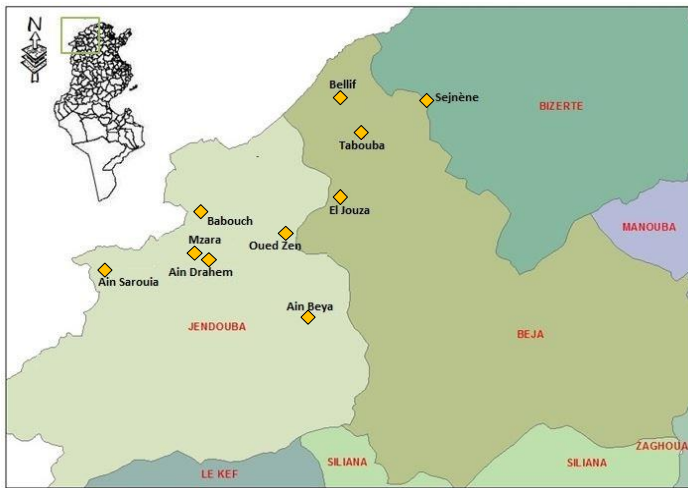 N
Bellif
Sejnène
BIZERTE
Tabouba
El Jouza
Babouch
MANOUBA
Oued Zen
Mzara
Ain Drahem
Ain Sarouia
Ain Beya
JENDOUBA
BEJA
ZAGHOUA
LE KEF
SILIANA
SILIANA